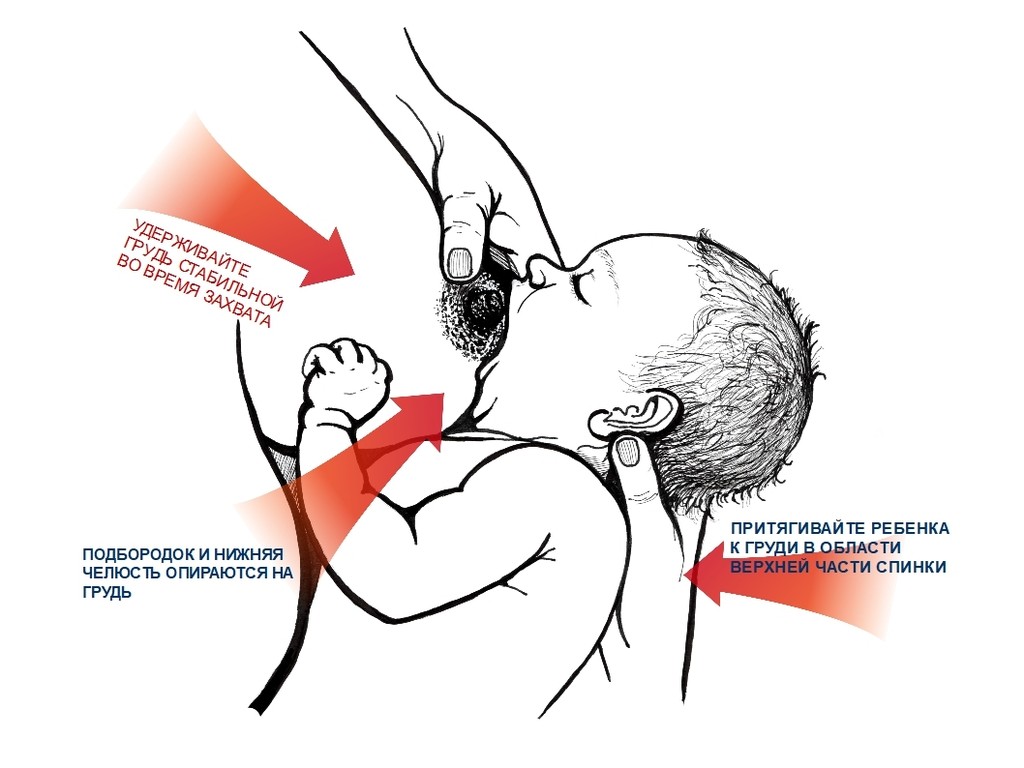 УДЕРЖИВАЙТЕ
ГРУДЬ СТАБИЛЬНОЙ
ВО ВРЕМЯ ЗАХВАТА
ПОДБОРОДОК И НИЖНЯЯ
ЧЕЛЮСТЬ ОПИРАЮТСЯ НА
ГРУДЬ
ПРИТЯГИВАЙТЕ РЕБЕНКА
К ГРУДИ В ОБЛАСТИ
ВЕРХНЕЙ ЧАСТИ СПИНКИ